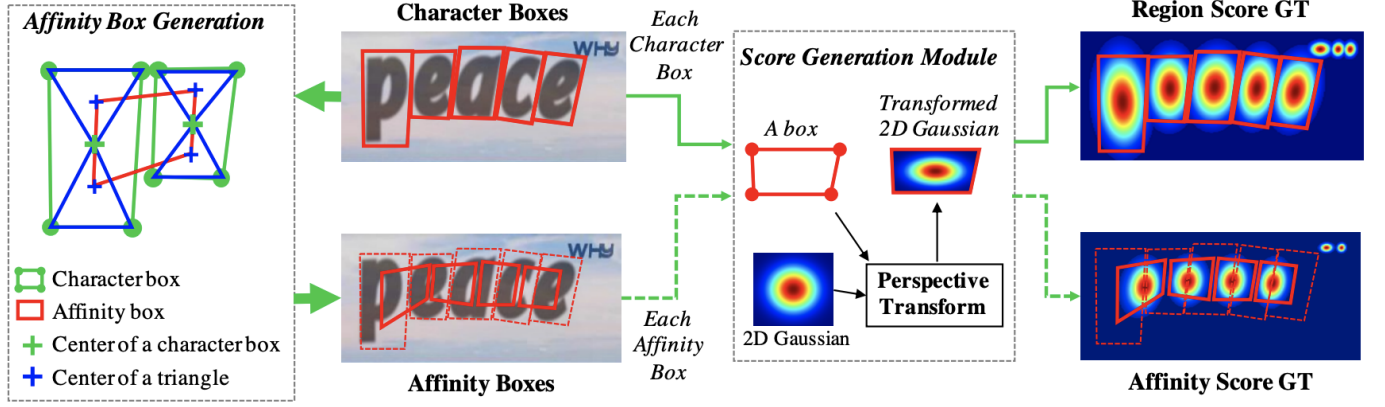 Affinity Box Generation
Character box
Affinity box
Center of a character box
Center of a triangle
Character Boxes
peace
WHY
peace
WHY
Affinity Boxes
Each
Character
Box
Each
Affinity
Box
Score Generation Module
A box
Transformed
2D Gaussian
2D Gaussian
Perspective
Transform
Region Score GT
Affinity Score GT